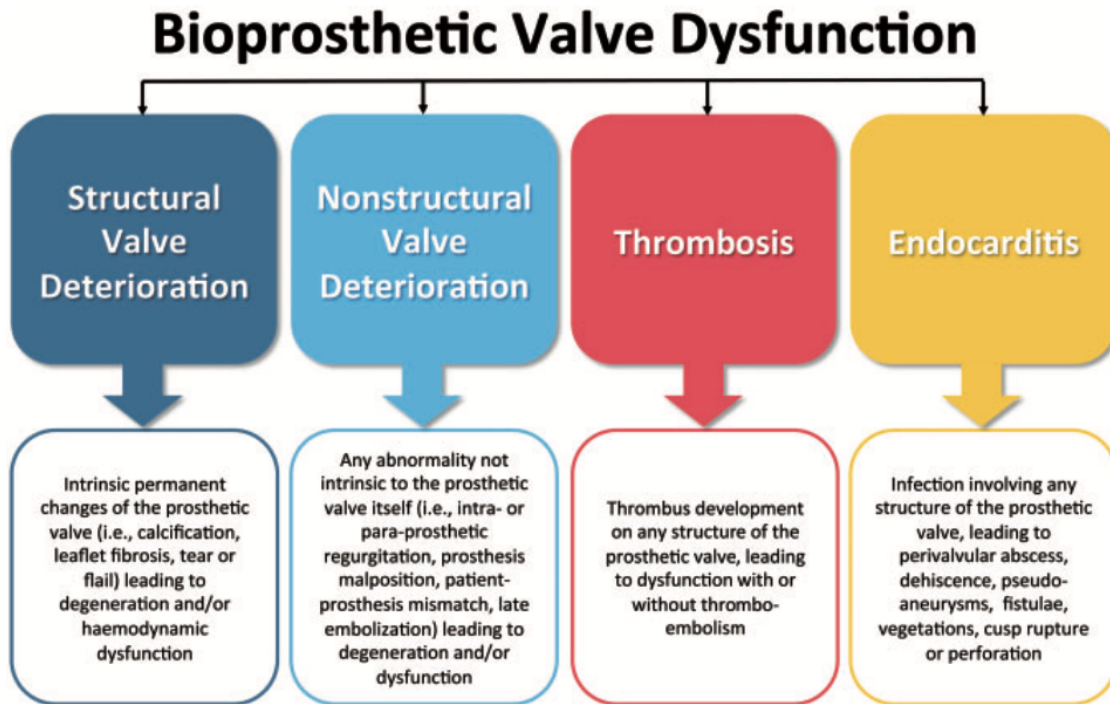 Bioprosthetic Valve Dysfunction
Structural
Valve
Deterioration
Nonstructural
Valve
Deterioration
Thrombosis
Endocarditis
Intrinsic permanent
changes of the prosthetic
valve (i.e., calcification,
leaflet fibrosis, tear or
flail) leading to
degeneration and/or
haemodynamic
dysfunction
Any abnormality not
intrinsic to the prosthetic
valve itself (i.e., intra- or
para-prosthetic
regurgitation, prosthesis
malposition, patient-
prosthesis mismatch, late
embolization) leading to
degeneration and/or
dysfunction
Thrombus development
on any structure of the
prosthetic valve, leading
to dysfunction with or
without thrombo-
embolism
Infection involving any
structure of the prosthetic
valve, leading to
perivalvular abscess,
dehiscence, pseudo-
aneurysms, fistulae,
vegetations, cusp rupture
or perforation